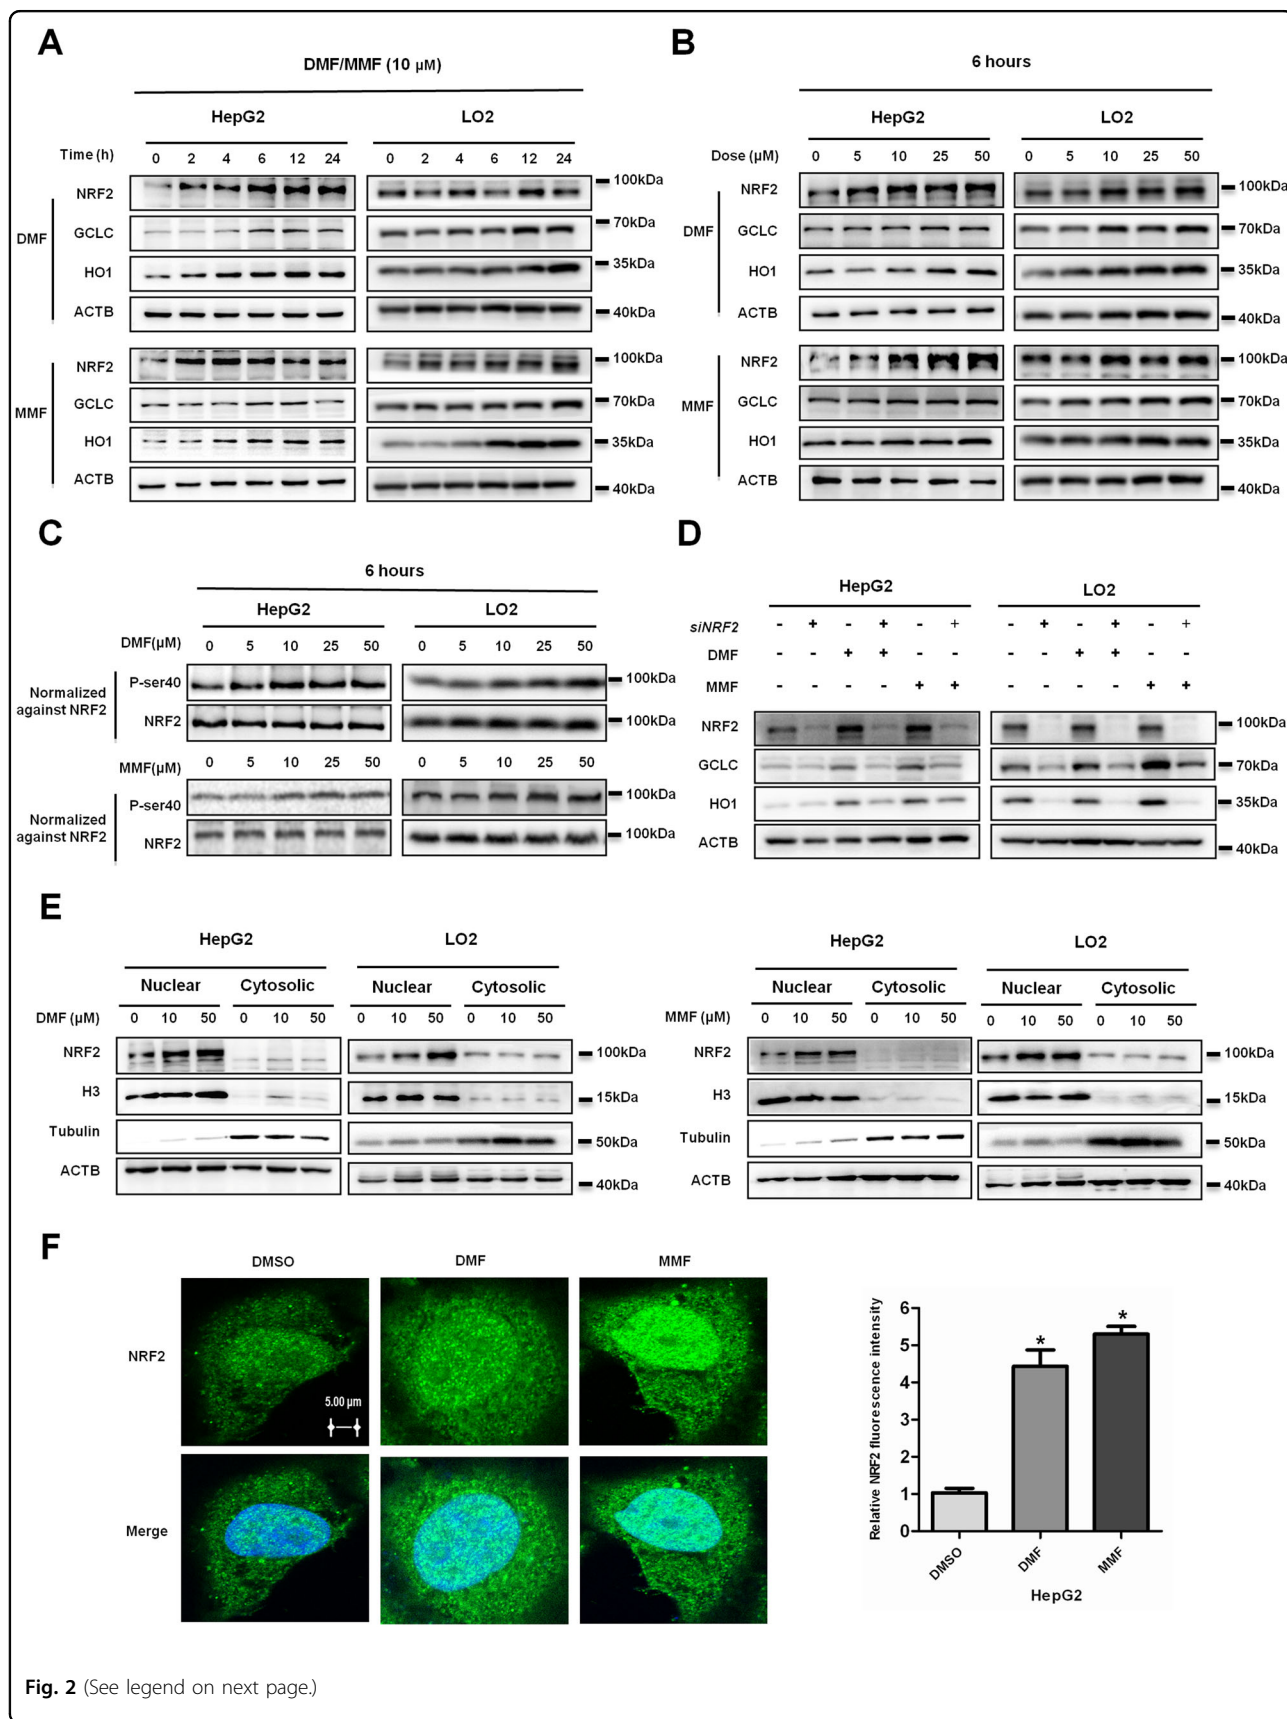 A
DMF/MMF (10 µM)
HepG2 LO2
Time (h) 0 2 4 6 12 24 0 2 4 6 12 24
DMF
NRF2 100kDa
GCLC 70kDa
HO1 35kDa
ACTB 40kDa
MMF
NRF2 100kDa
GCLC 70kDa
HO1 35kDa
ACTB 40kDa
B
6 hours
HepG2 LO2
Dose (µM) 0 5 10 25 50 0 5 10 25 50
DMF
NRF2 100kDa
GCLC 70kDa
HO1 35kDa
ACTB 40kDa
MMF
NRF2 100kDa
GCLC 70kDa
HO1 35kDa
ACTB 40kDa
C
6 hours
HepG2 LO2
DMF(µM) 0 5 10 25 50 0 5 10 25 50
Normalized
against NRF2
P-ser40 100kDa
NRF2 100kDa
MMF(µM) 0 5 10 25 50 0 5 10 25 50
Normalized
against NRF2
P-ser40 100kDa
NRF2 100kDa
D
HepG2 LO2
siNRF2 - + - + - + - + - + - +
DMF - - + + - - - - + + - -
MMF - - - - + + - - - - + +
NRF2 100kDa
GCLC 70kDa
HO1 35kDa
ACTB 40kDa
E
HepG2 LO2
Nuclear Cytosolic Nuclear Cytosolic
DMF (µM) 0 10 50 0 10 50 0 10 50 0 10 50
NRF2 100kDa
H3 15kDa
Tubulin 50kDa
ACTB 40kDa
HepG2 LO2
Nuclear Cytosolic Nuclear Cytosolic
MMF (µM) 0 10 50 0 10 50 0 10 50 0 10 50
NRF2 100kDa
H3 15kDa
Tubulin 50kDa
ACTB 40kDa
F
DMSO DMF MMF
NRF2
5.00 µm
Merge
Relative NRF2 fluorescence intensity
6
5
4
3
2
1
0
* *
DMSO DMF MMF
HepG2
Fig. 2 (See legend on next page.)